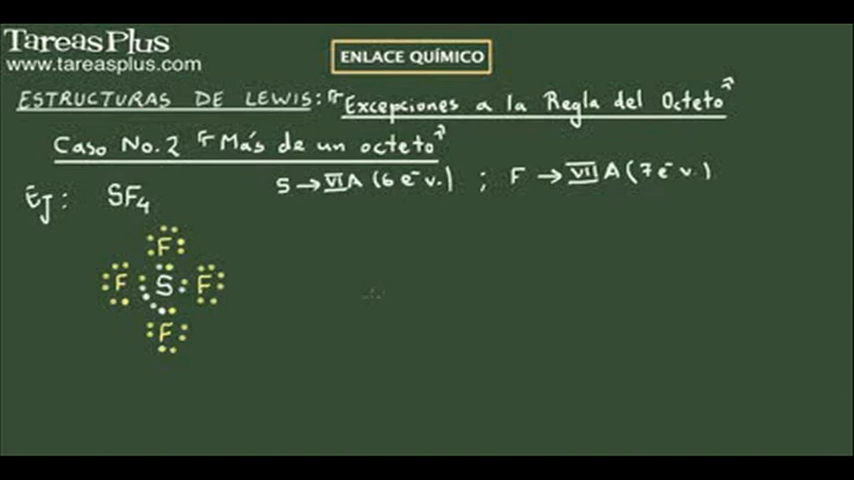 TareasPlus
www.tareasplus.com
ENLACE QUÍMICO
ESTRUCTURAS DE LEWIS: "Excepciones a la Regla del Octeto"
Caso No. 2 "Más de un octeto"
S → VIA (6 e⁻ v.) ; F → VIIA (7 e⁻ v.)
Ej: SF₄
F
F S F
F